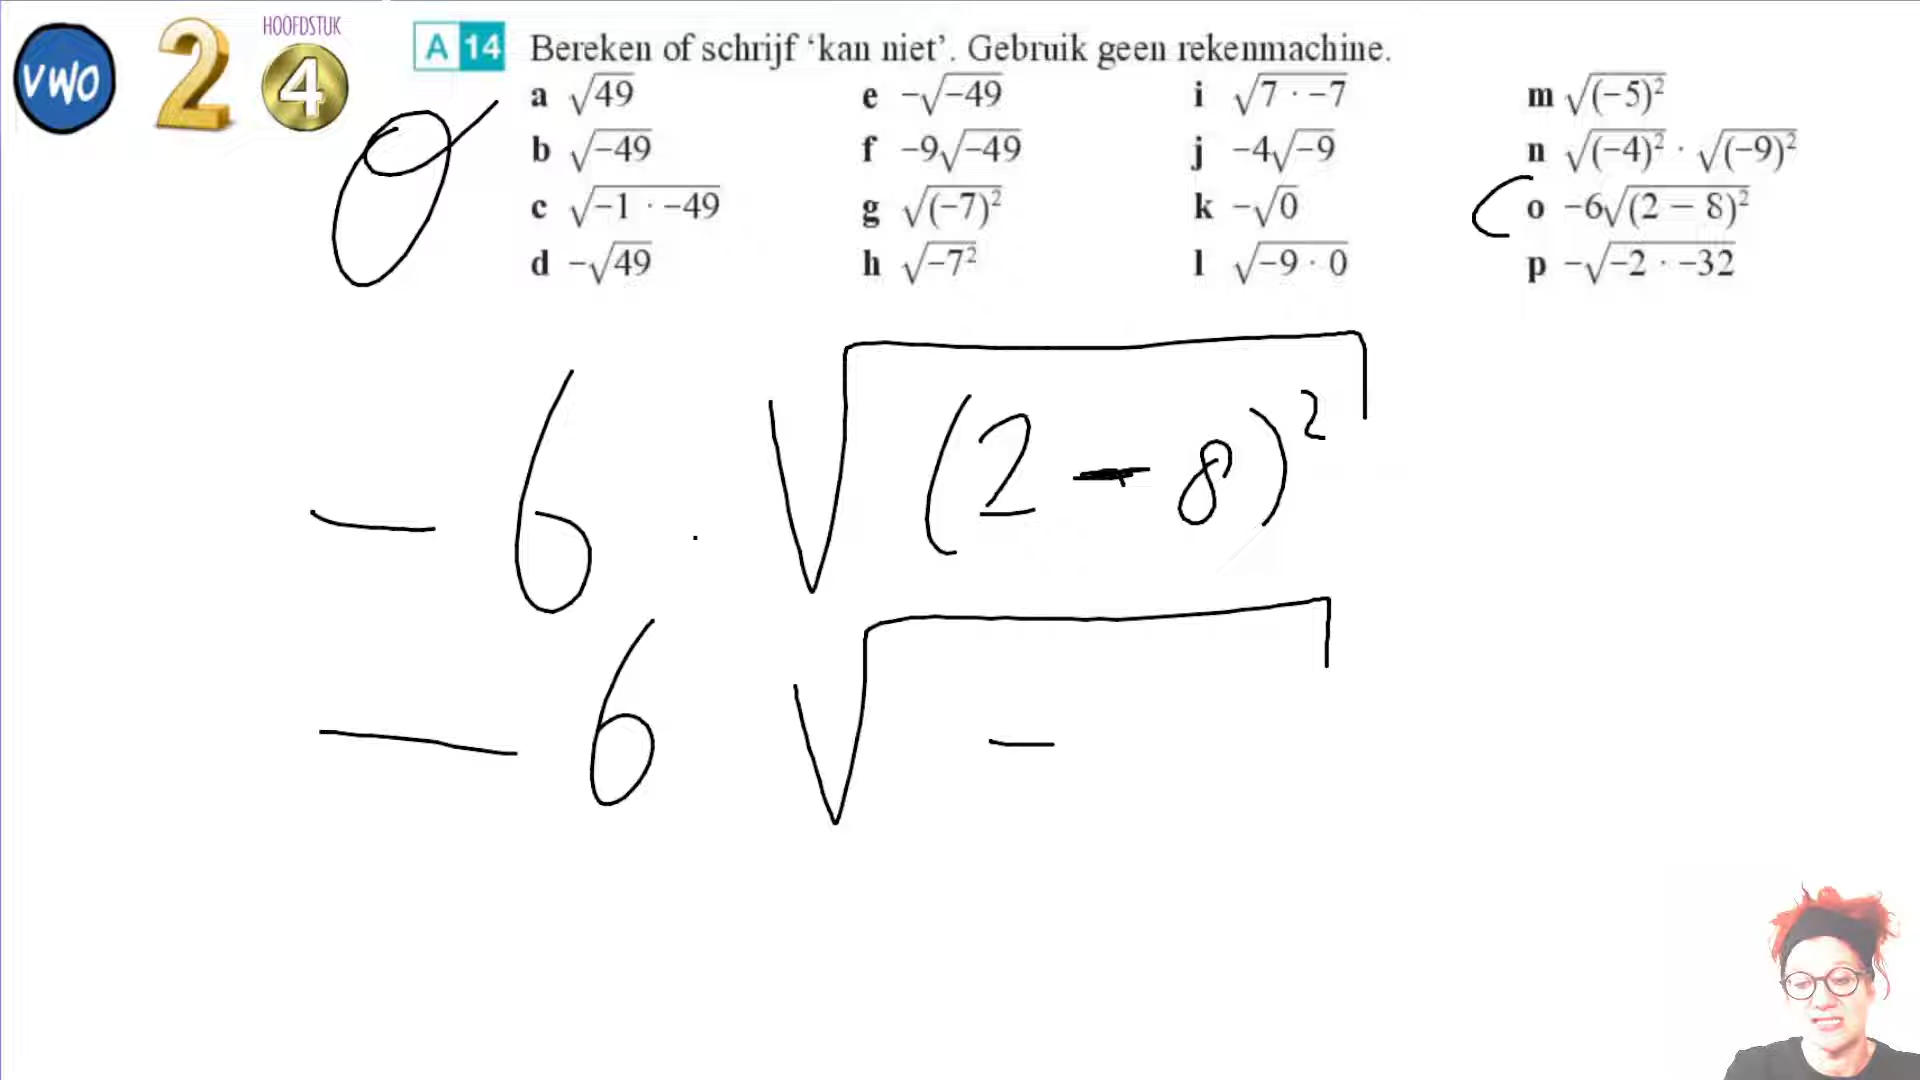 VWO 2 HOOFDSTUK 4
A 14 Bereken of schrijf ‘kan niet’. Gebruik geen rekenmachine.
a √49 e −√−49 i √7 · −7 m √(−5)²
b √−49 f −9√−49 j −4√−9 n √(−4)² · √(−9)²
c √−1 · −49 g √(−7)² k −√0 o −6√(2 − 8)²
d −√49 h √−7² l √−9 · 0 p −√−2 · −32
− 6 · √(2 − 8)²
− 6 √ −